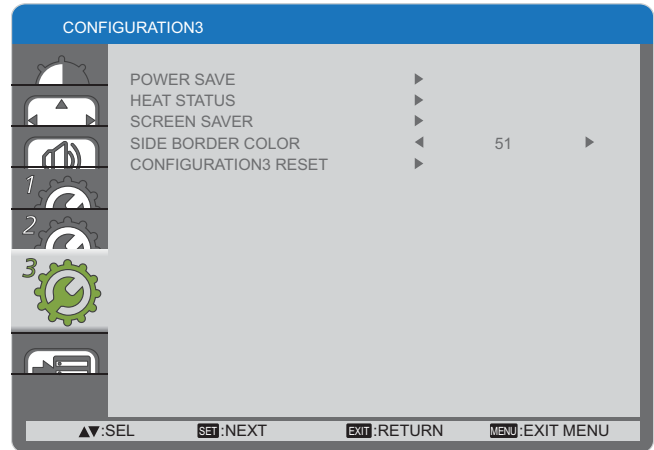 CONFIGURATION3
POWER SAVE ▶
HEAT STATUS ▶
SCREEN SAVER ▶
SIDE BORDER COLOR ◀ 51 ▶
CONFIGURATION3 RESET ▶
1
2
3
▲▼:SEL SET:NEXT EXIT:RETURN MENU:EXIT MENU